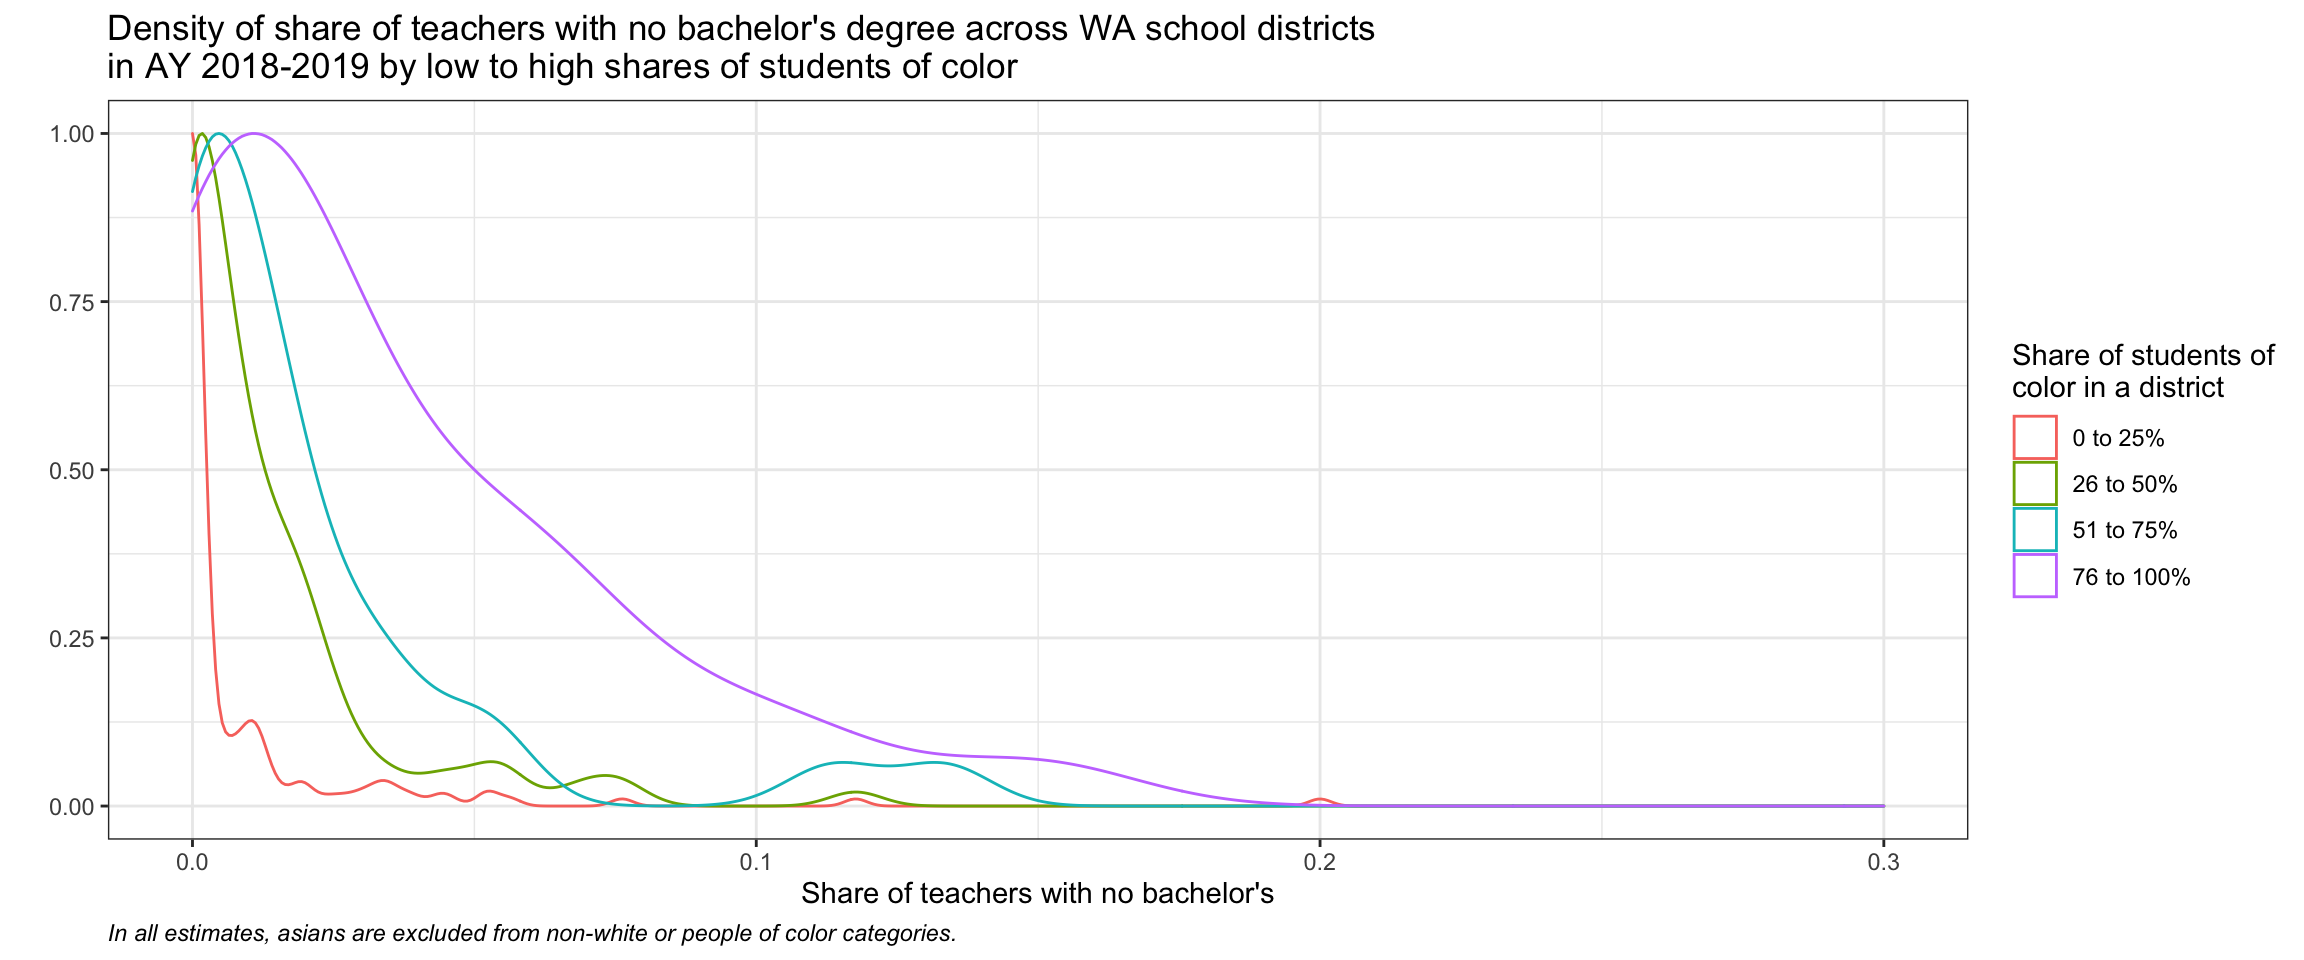 Density of share of teachers with no bachelor's degree across WA school districts
in AY 2018-2019 by low to high shares of students of color
1.00
0.75
0.50
0.25
0.00
0.0
0.1
0.2
0.3
Share of teachers with no bachelor's
In all estimates, asians are excluded from non-white or people of color categories.
Share of students of
color in a district
0 to 25%
26 to 50%
51 to 75%
76 to 100%